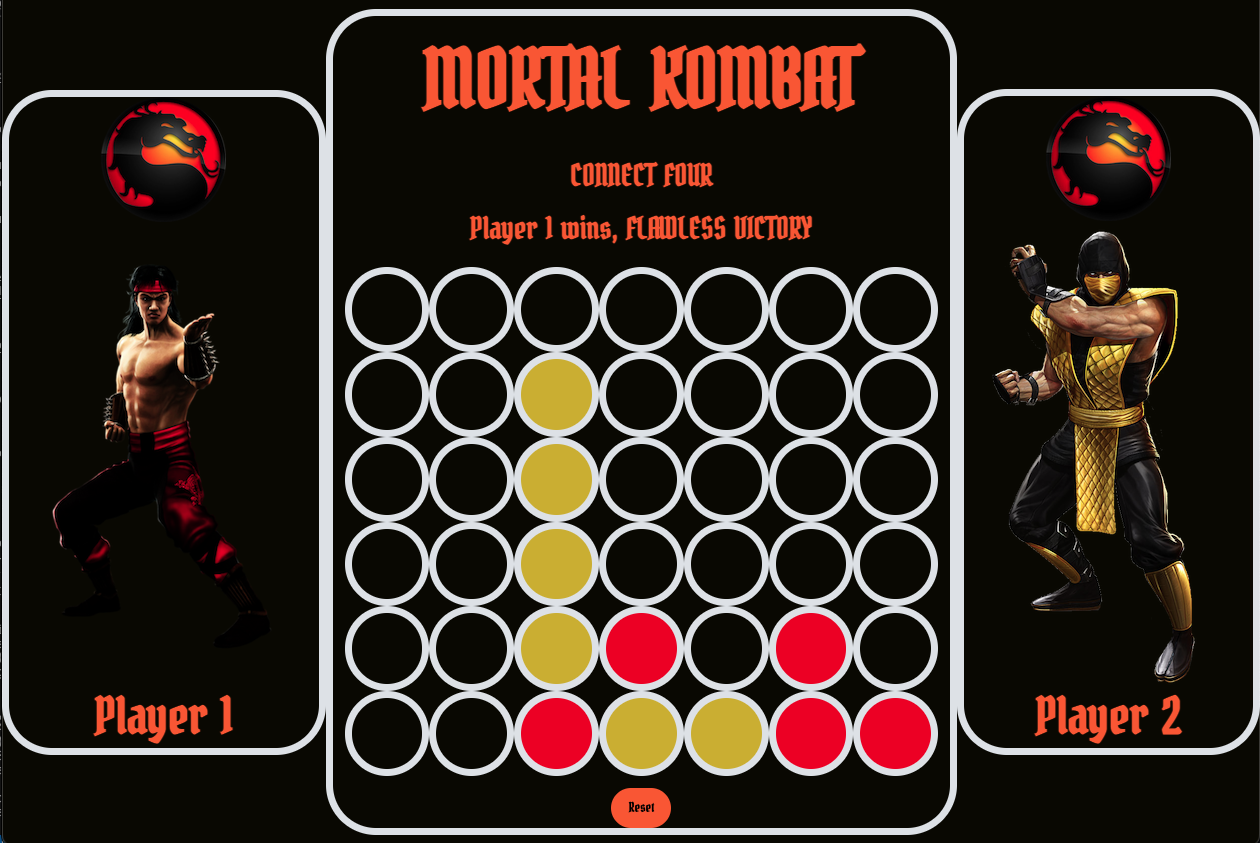 MORTAL KOMBAT
CONNECT FOUR
Player 1 wins, FLAWLESS VICTORY
Player 1
Player 2
Reset